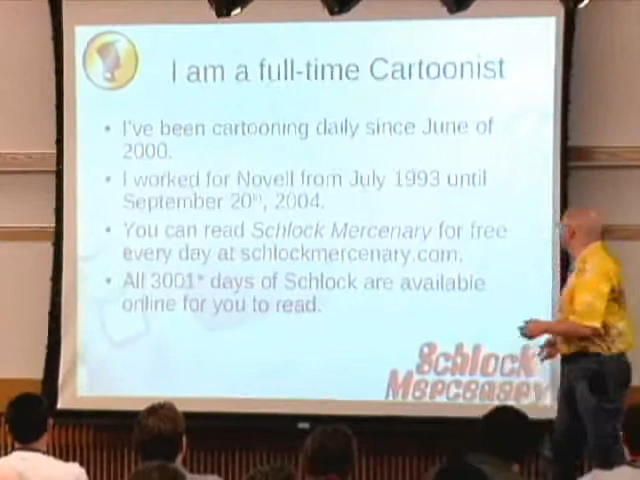 I am a full-time Cartoonist
• I've been cartooning daily since June of
2000.
• I worked for Novell from July 1993 until
September 20th, 2004.
• You can read Schlock Mercenary for free
every day at schlockmercenary.com.
• All 3001* days of Schlock are available
online for you to read.
Schlock
Mercenary